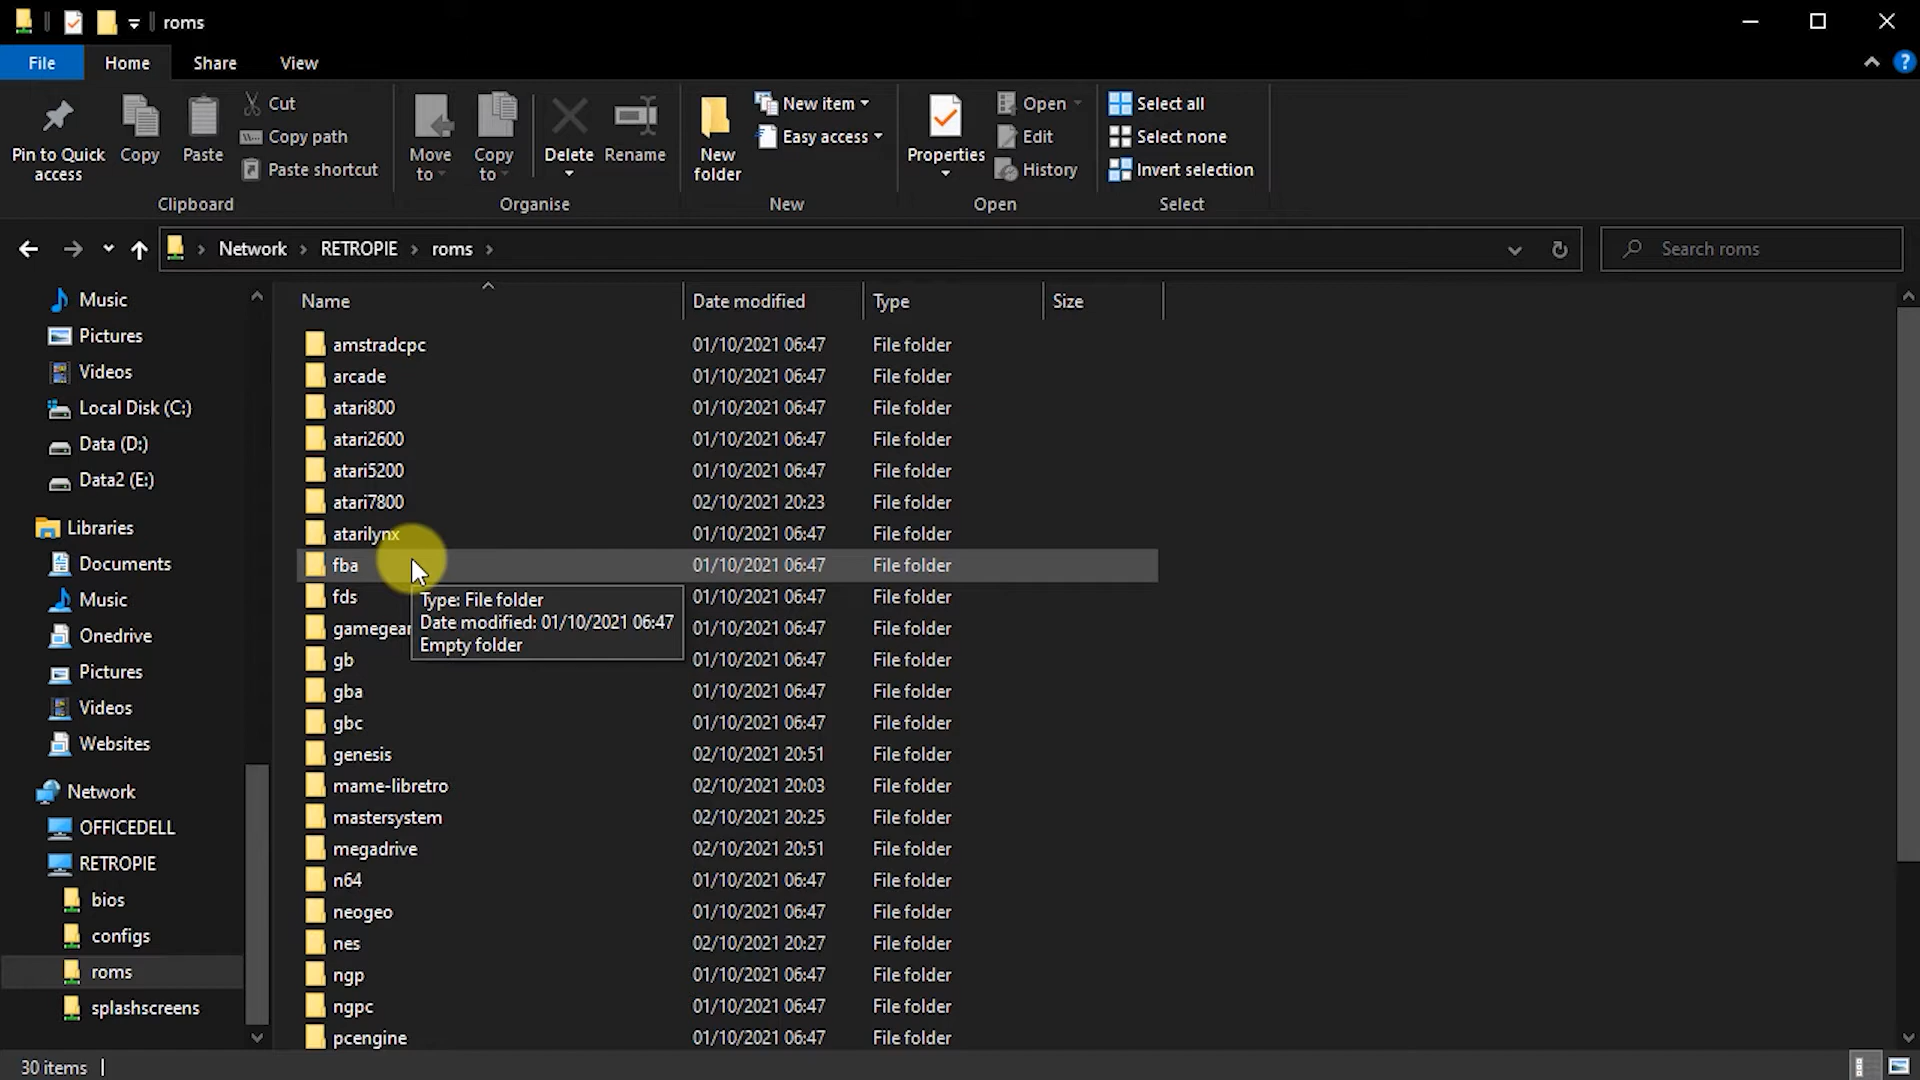 roms
File
Home
Share
View
Pin to Quick access
Copy
Paste
Cut
Copy path
Paste shortcut
Clipboard
Move to
Copy to
Delete
Rename
Organise
New folder
New item
Easy access
New
Properties
Open
Edit
History
Open
Select all
Select none
Invert selection
Select
Network
RETROPIE
roms
Search roms
Music
Pictures
Videos
Local Disk (C:)
Data (D:)
Data2 (E:)
Libraries
Documents
Music
Onedrive
Pictures
Videos
Websites
Network
OFFICEDELL
RETROPIE
bios
configs
roms
splashscreens
Name Date modified Type Size
amstradcpc 01/10/2021 06:47 File folder
arcade 01/10/2021 06:47 File folder
atari800 01/10/2021 06:47 File folder
atari2600 01/10/2021 06:47 File folder
atari5200 01/10/2021 06:47 File folder
atari7800 02/10/2021 20:23 File folder
atarilynx 01/10/2021 06:47 File folder
fba 01/10/2021 06:47 File folder
fds 01/10/2021 06:47 File folder
gamegear 01/10/2021 06:47 File folder
gb 01/10/2021 06:47 File folder
gba 01/10/2021 06:47 File folder
gbc 01/10/2021 06:47 File folder
genesis 02/10/2021 20:51 File folder
mame-libretro 02/10/2021 20:03 File folder
mastersystem 02/10/2021 20:25 File folder
megadrive 02/10/2021 20:51 File folder
n64 01/10/2021 06:47 File folder
neogeo 01/10/2021 06:47 File folder
nes 02/10/2021 20:27 File folder
ngp 01/10/2021 06:47 File folder
ngpc 01/10/2021 06:47 File folder
pcengine 01/10/2021 06:47 File folder
Type: File folder
Date modified: 01/10/2021 06:47
Empty folder
30 items